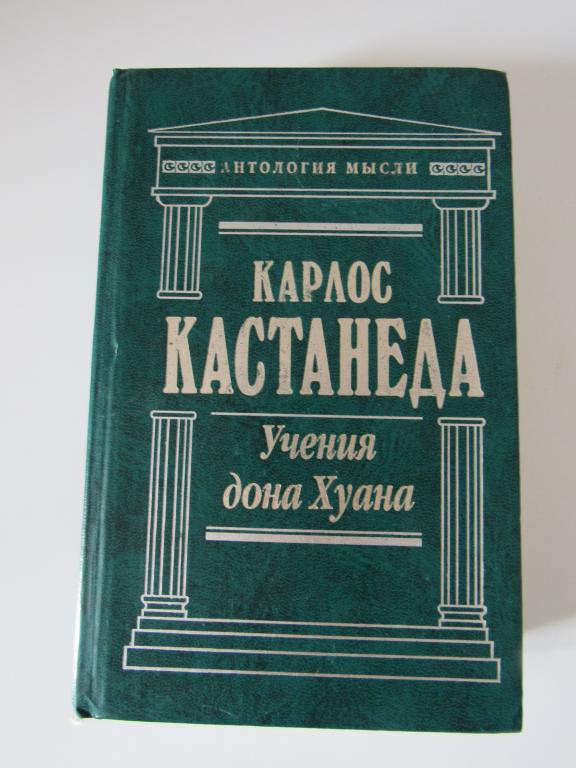 АНТОЛОГИЯ МЫСЛИ
КАРЛОС
КАСТАНЕДА
Учения
дона Хуана